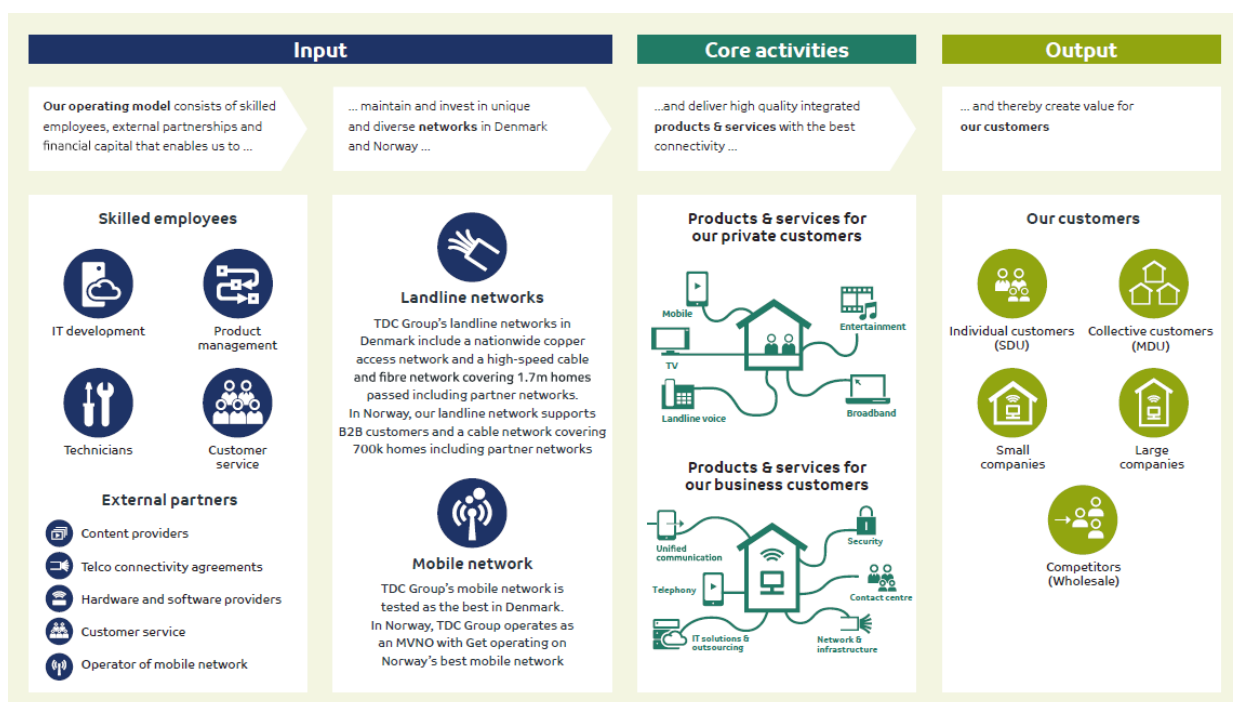 Input
Core activities
Output
Our operating model consists of skilled
employees, external partnerships and
financial capital that enables us to ...
... maintain and invest in unique
and diverse networks in Denmark
and Norway ...
...and deliver high quality integrated
products & services with the best
connectivity ...
... and thereby create value for
our customers
Skilled employees
IT development
Product
management
Technicians
Customer
service
External partners
Content providers
Telco connectivity agreements
Hardware and software providers
Customer service
Operator of mobile network
Landline networks
TDC Group's landline networks in
Denmark include a nationwide copper
access network and a high-speed cable
and fibre network covering 1.7m homes
passed including partner networks.
In Norway, our landline network supports
B2B customers and a cable network covering
700k homes including partner networks
Mobile network
TDC Group's mobile network is
tested as the best in Denmark.
In Norway, TDC Group operates as
an MVNO with Get operating on
Norway's best mobile network
Products & services for
our private customers
Mobile
Entertainment
TV
Landline voice
Broadband
Products & services for
our business customers
Unified
communication
Security
Telephony
Contact centre
IT solutions &
outsourcing
Network &
infrastructure
Our customers
Individual customers
(SDU)
Collective customers
(MDU)
Small
companies
Large
companies
Competitors
(Wholesale)